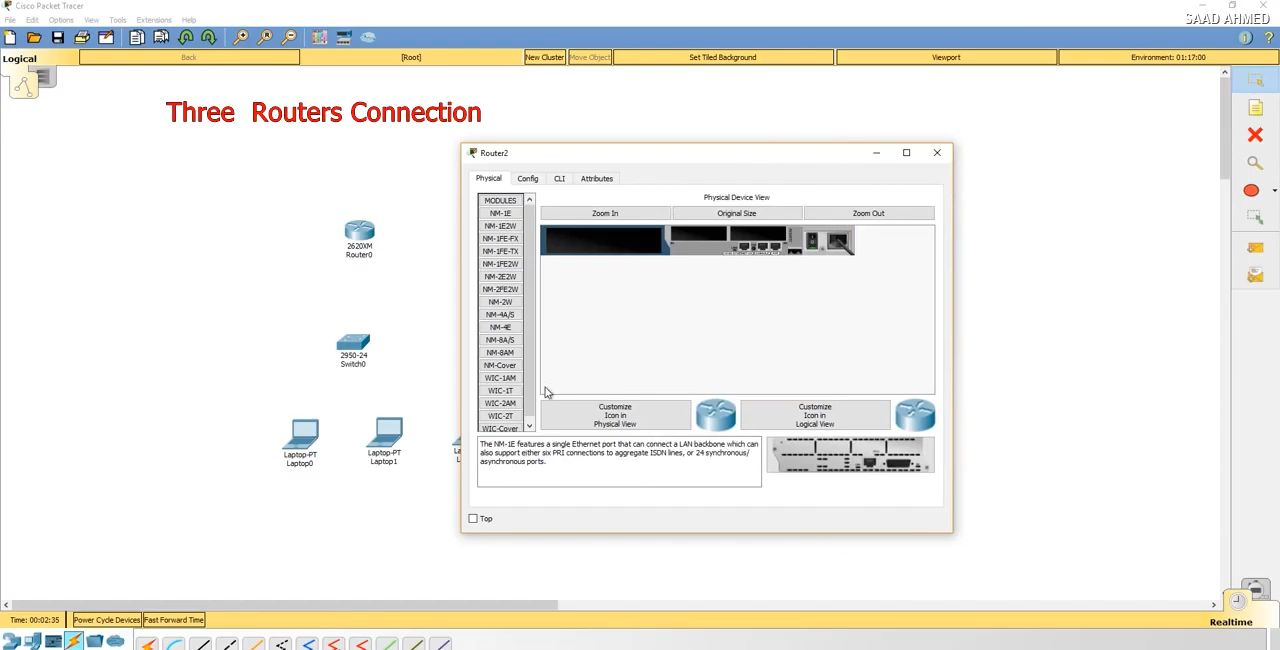 Cisco Packet Tracer
SAAD AHMED
File Edit Options View Tools Extensions Help
Logical
Back
[Root]
New Cluster
Move Object
Set Tiled Background
Viewport
Environment: 01:17:00
Three Routers Connection
2620XM
Router0
2950-24
Switch0
Laptop-PT
Laptop0
Laptop-PT
Laptop1
Router2
Physical Config CLI Attributes
MODULES
NM-1E
NM-1E2W
NM-1FE-FX
NM-1FE-TX
NM-1FE2W
NM-2E2W
NM-2FE2W
NM-2W
NM-4A/S
NM-4E
NM-8A/S
NM-8AM
NM-Cover
WIC-1AM
WIC-1T
WIC-2AM
WIC-2T
WIC-Cover
Physical Device View
Zoom In
Original Size
Zoom Out
Customize
Icon in
Physical View
Customize
Icon in
Logical View
The NM-1E features a single Ethernet port that can connect a LAN backbone which can
also support either six PRI connections to aggregate ISDN lines, or 24 synchronous/
asynchronous ports.
Top
Time: 00:02:35
Power Cycle Devices
Fast Forward Time
Realtime